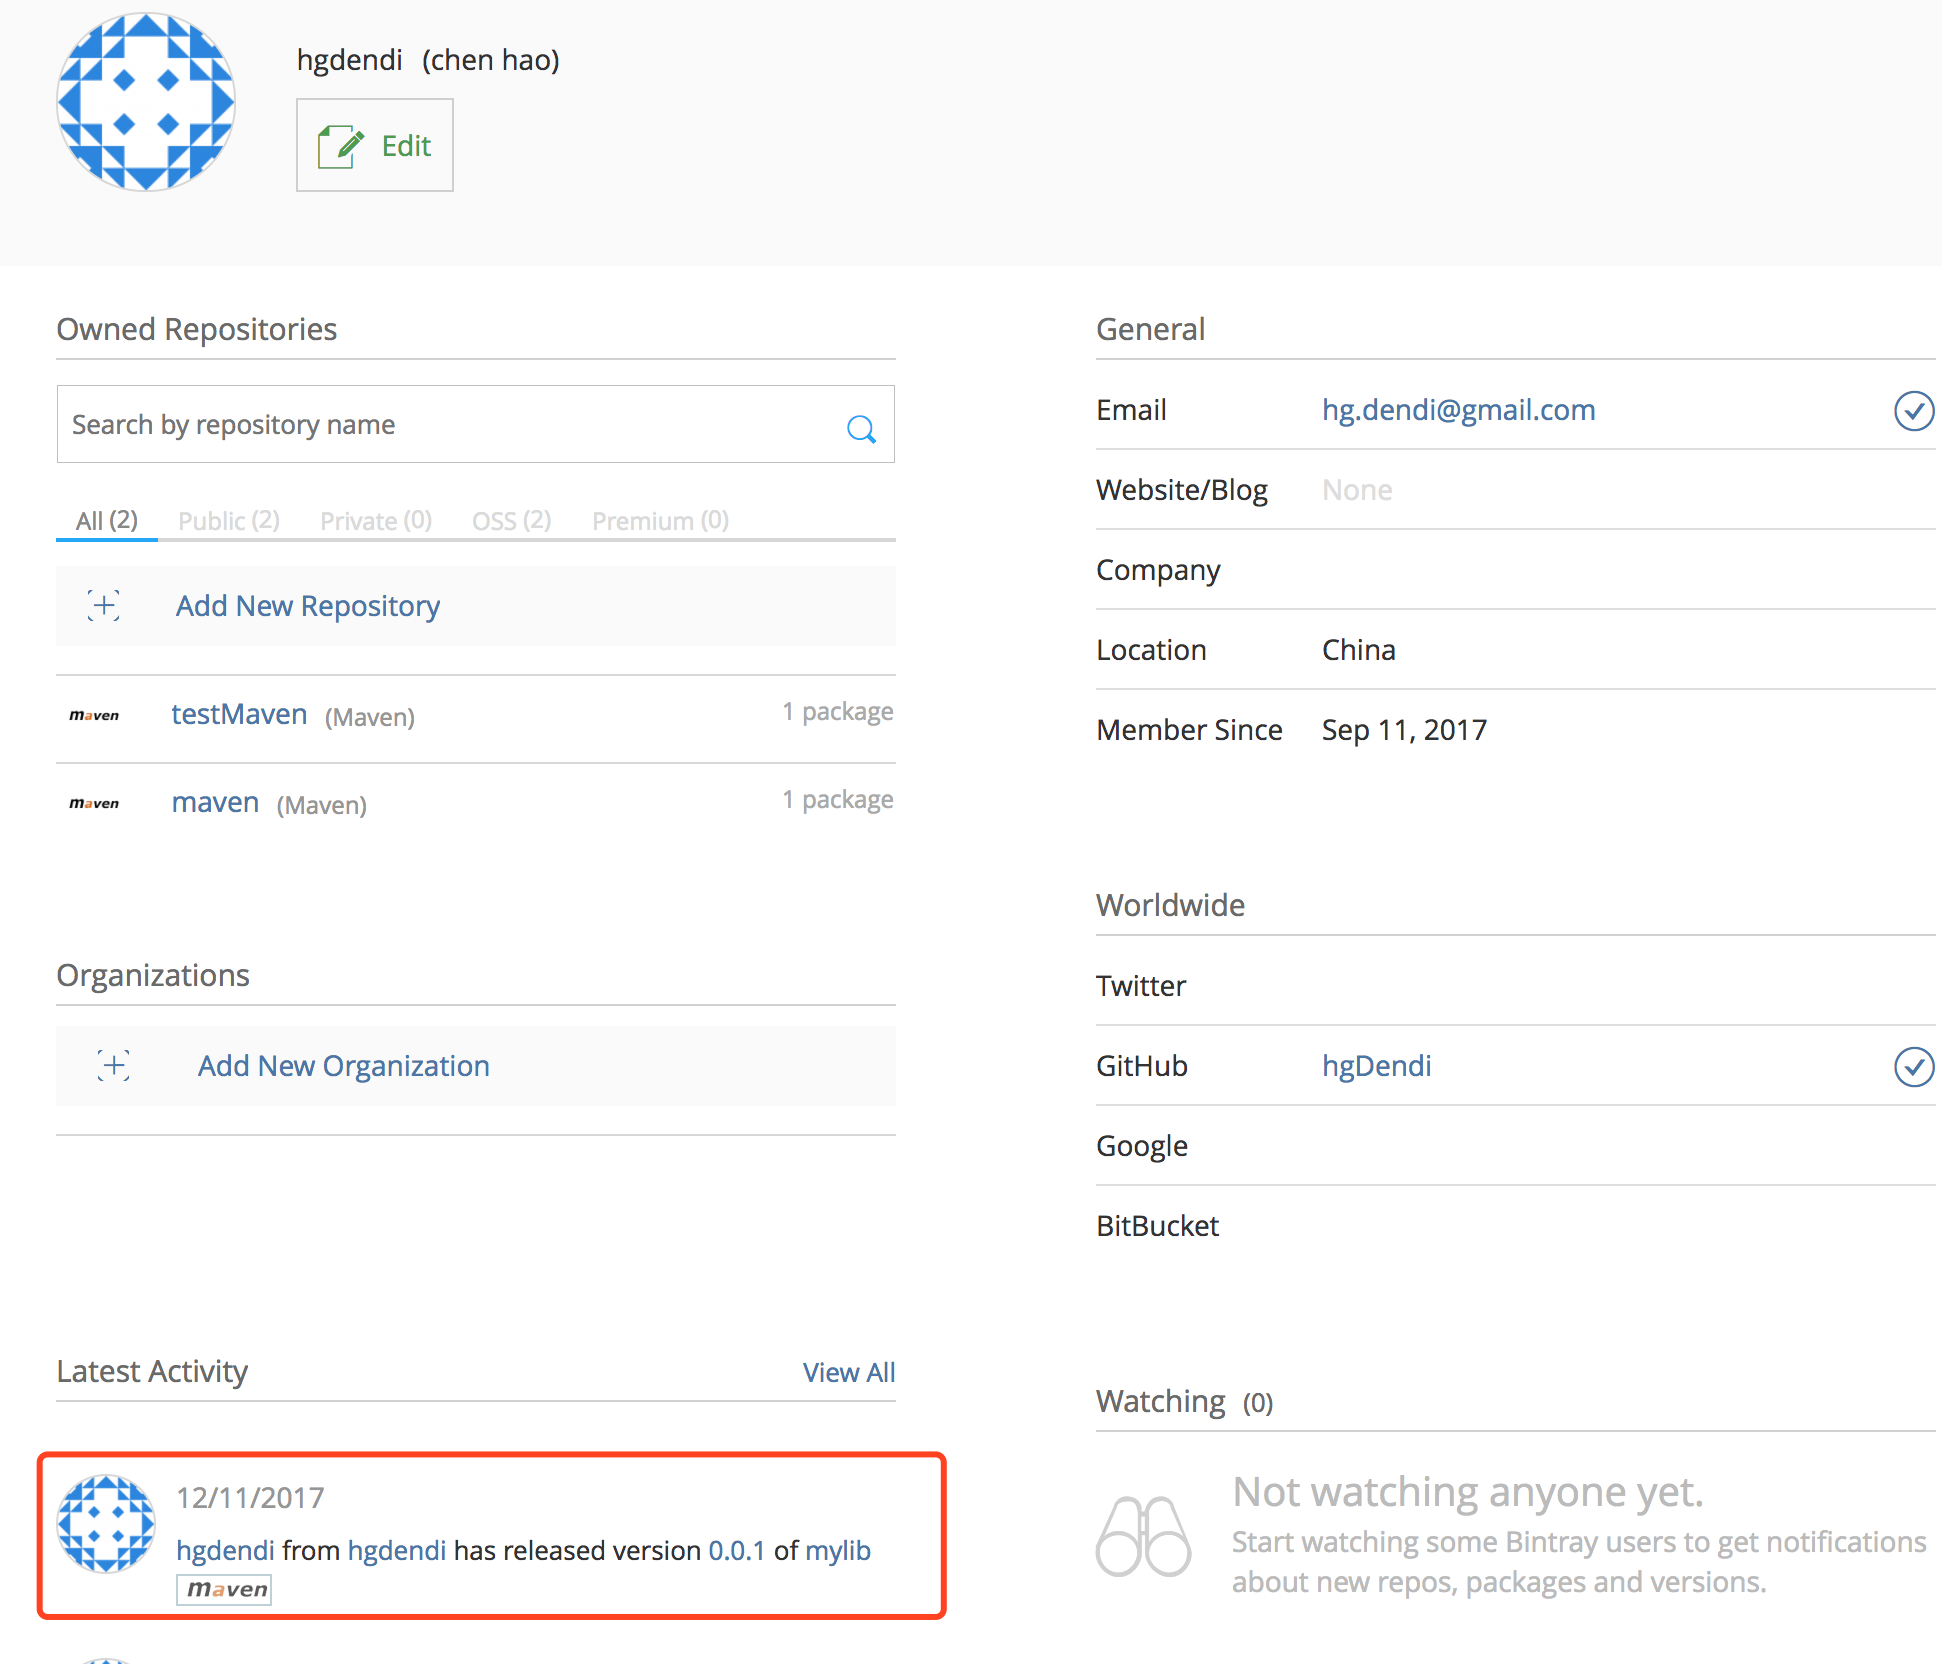 hgdendi (chen hao)
Edit
Owned Repositories
Search by repository name
All (2) Public (2) Private (0) OSS (2) Premium (0)
Add New Repository
maven testMaven (Maven) 1 package
maven maven (Maven) 1 package
Organizations
Add New Organization
Latest Activity View All
12/11/2017
hgdendi from hgdendi has released version 0.0.1 of mylib
maven
General
Email hg.dendi@gmail.com
Website/Blog None
Company
Location China
Member Since Sep 11, 2017
Worldwide
Twitter
GitHub hgDendi
Google
BitBucket
Watching (0)
Not watching anyone yet.
Start watching some Bintray users to get notifications
about new repos, packages and versions.